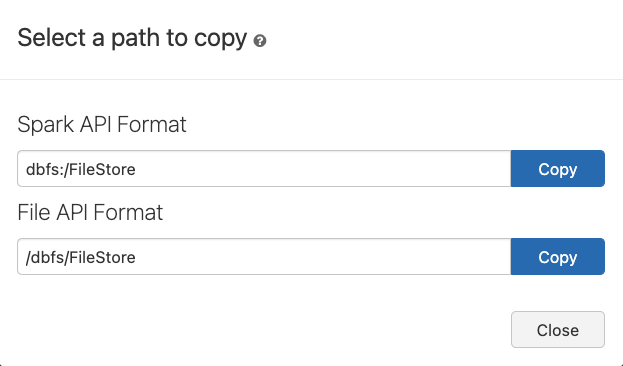 Select a path to copy
Spark API Format
dbfs:/FileStore
Copy
File API Format
/dbfs/FileStore
Copy
Close